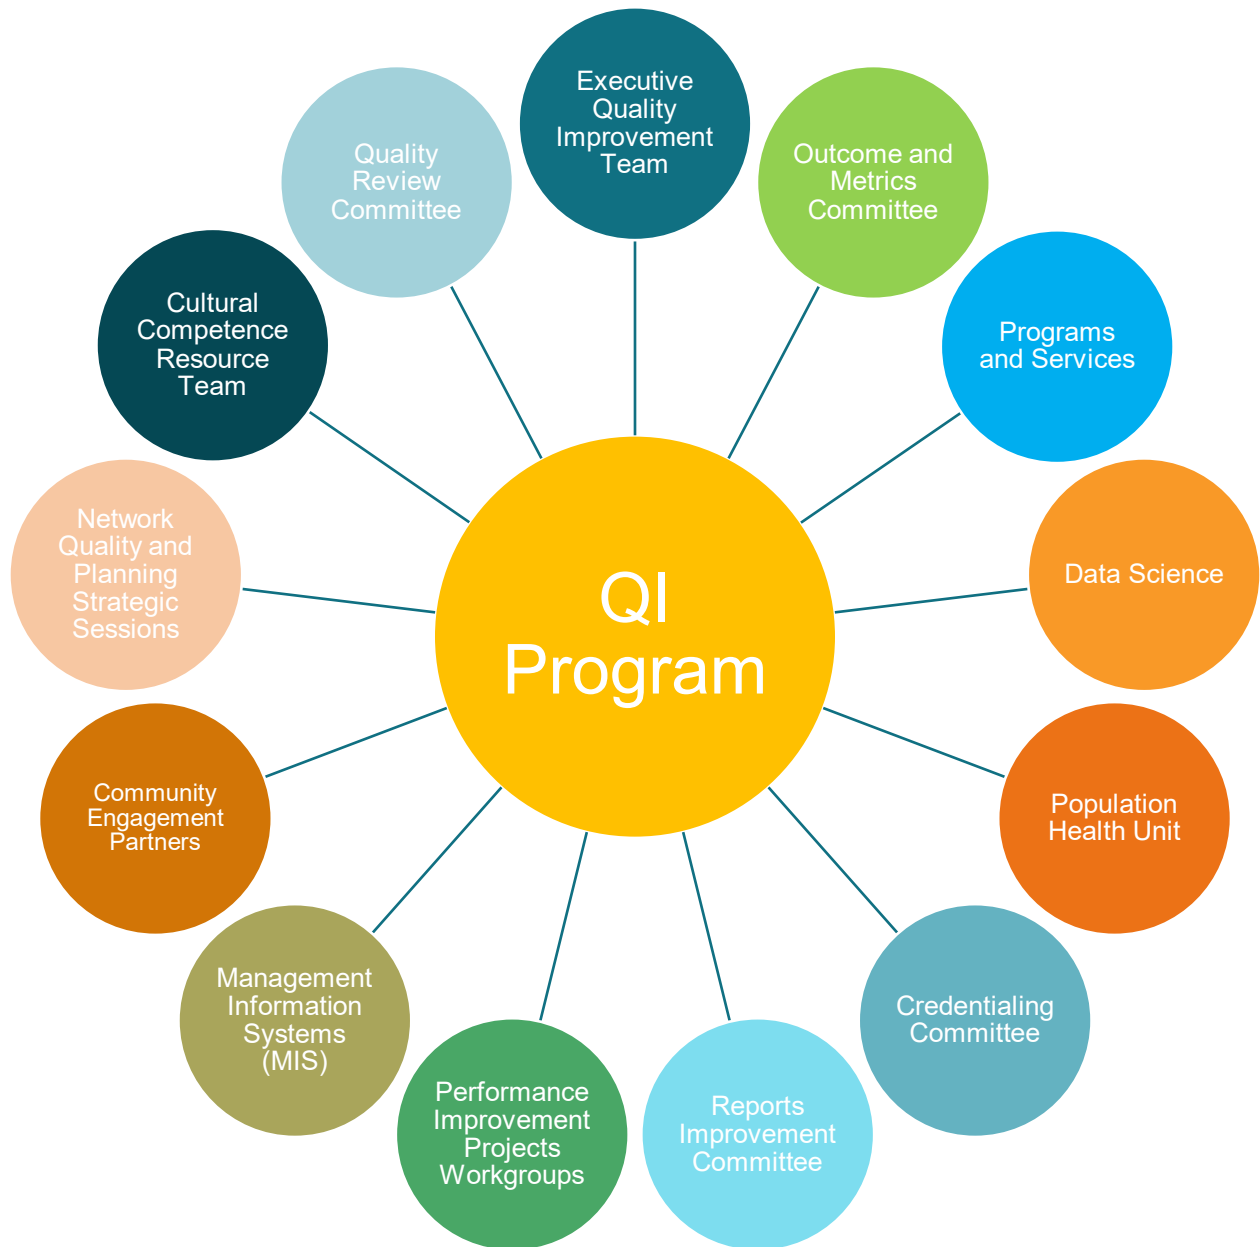 Executive
Quality
Improvement
Team
Outcome and
Metrics
Committee
Programs
and Services
Data Science
Population
Health Unit
Credentialing
Committee
Reports
Improvement
Committee
Performance
Improvement
Projects
Workgroups
Management
Information
Systems
(MIS)
Community
Engagement
Partners
Network
Quality and
Planning
Strategic
Sessions
Cultural
Competence
Resource
Team
Quality
Review
Committee
QI
Program